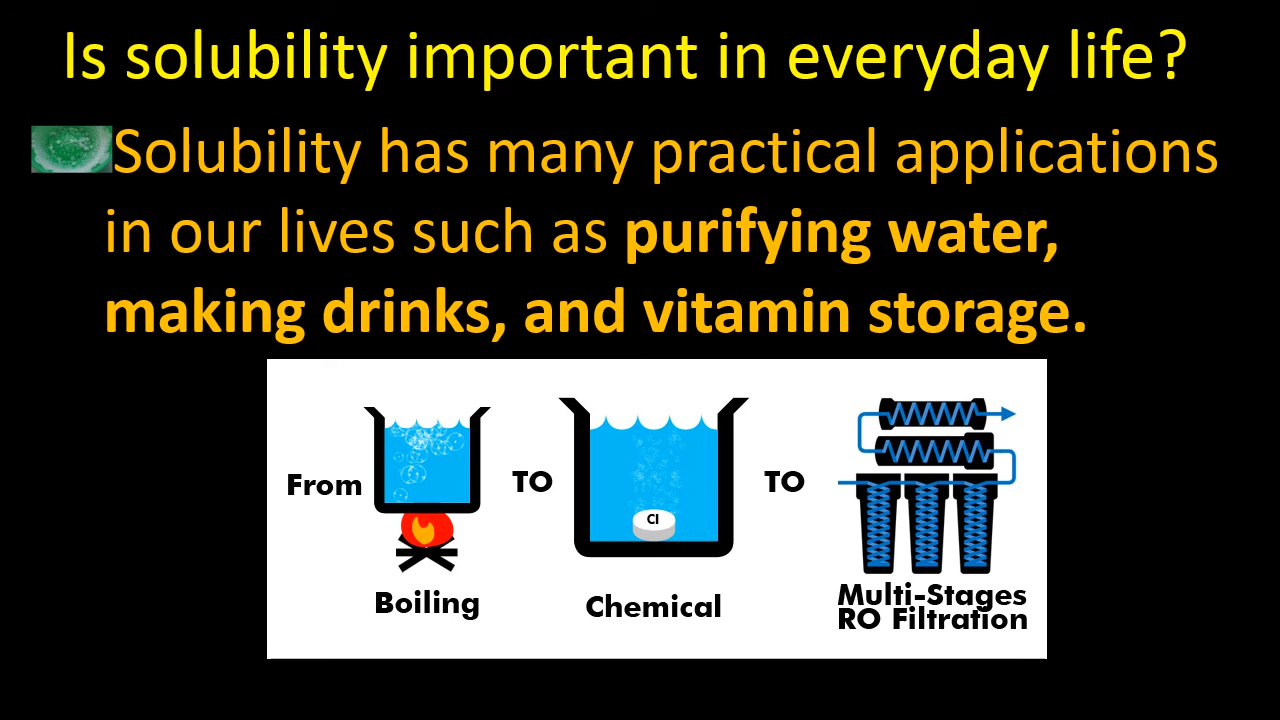 Is solubility important in everyday life?
Solubility has many practical applications
in our lives such as purifying water,
making drinks, and vitamin storage.
From
TO
Cl
TO
Boiling
Chemical
Multi-Stages
RO Filtration